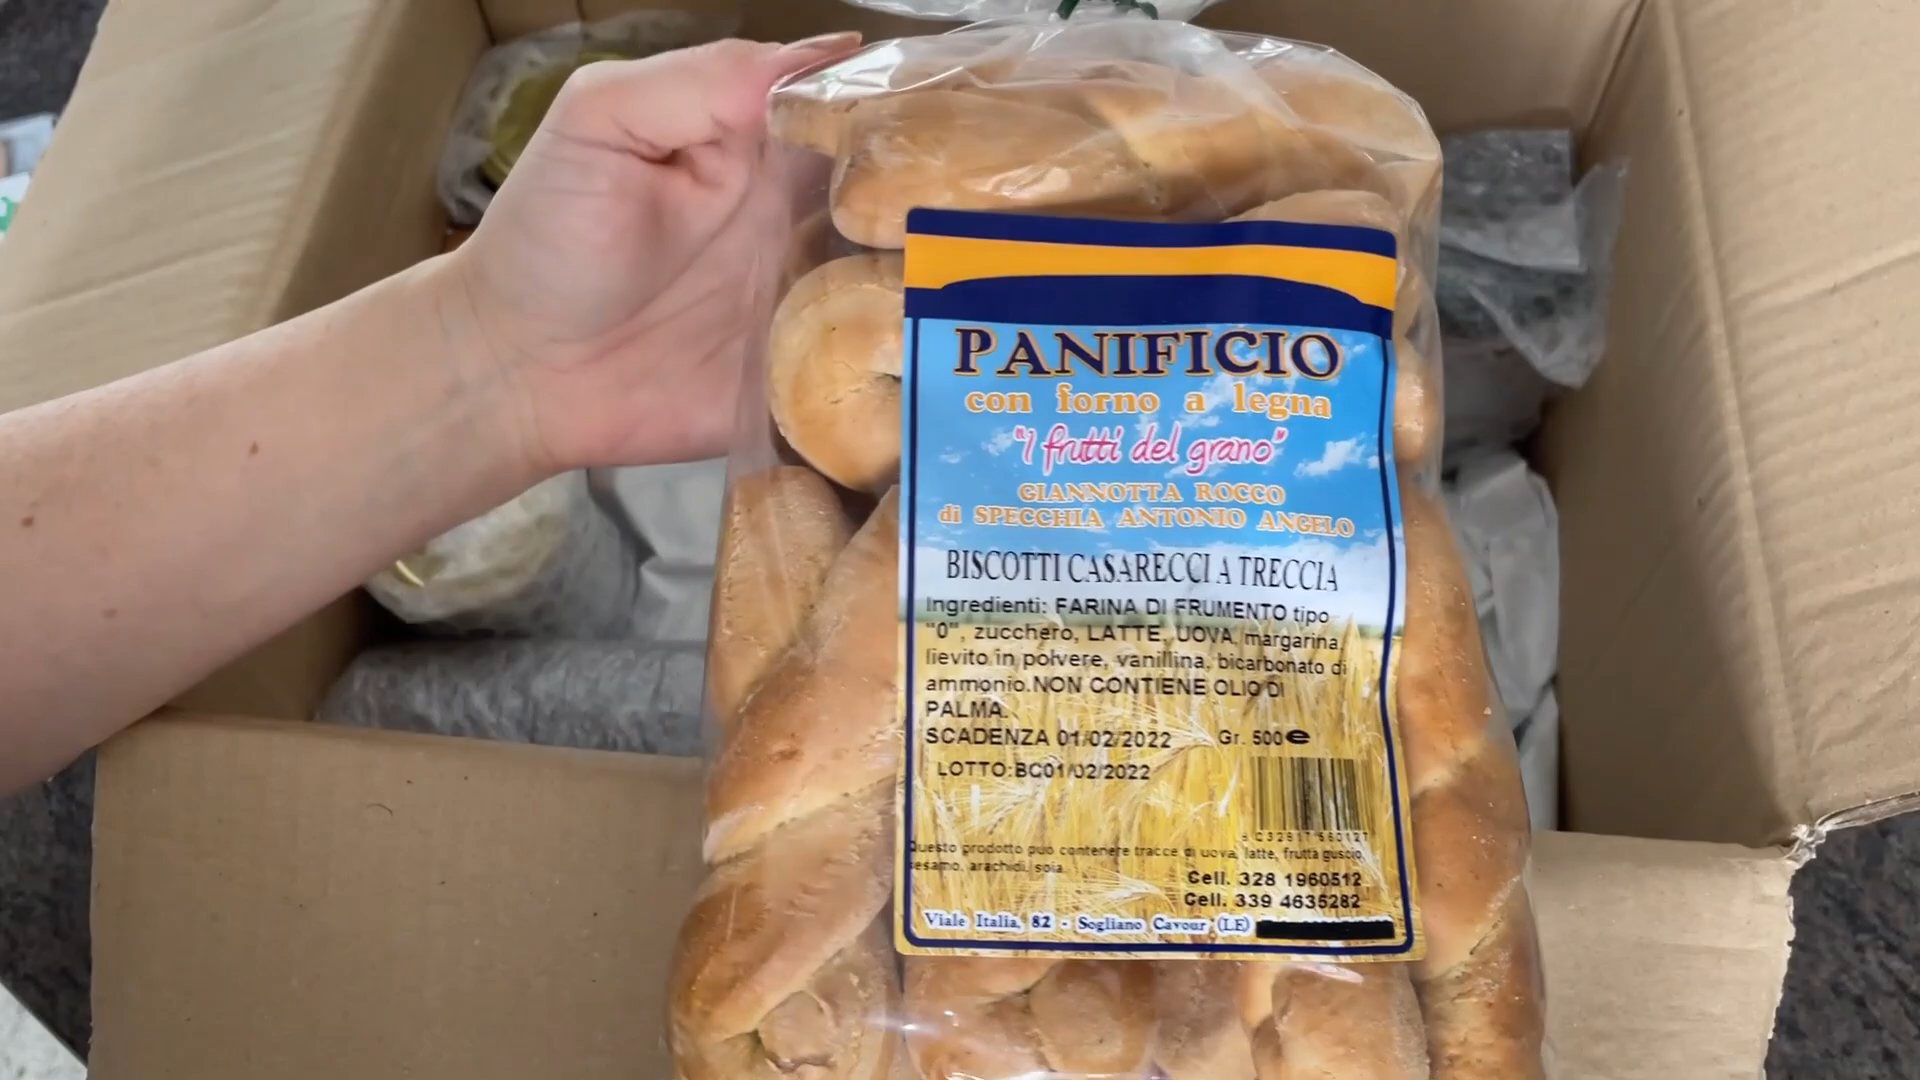 PANIFICIO
con forno a legna
"I frutti del grano"
GIANNOTTA ROCCO
di SPECCHIA ANTONIO ANGELO
BISCOTTI CASARECCI A TRECCIA
Ingredienti: FARINA DI FRUMENTO tipo
"0", zucchero, LATTE, UOVA, margarina,
lievito in polvere, vanillina, bicarbonato di
ammonio.NON CONTIENE OLIO DI
PALMA.
SCADENZA 01/02/2022 Gr. 500e
LOTTO:BC01/02/2022
Questo prodotto può contenere tracce di uova, latte, frutta guscio,
sesamo, arachidi, soia.
Cell. 328 1960512
Cell. 339 4635282
Viale Italia, 82 - Sogliano Cavour (LE)